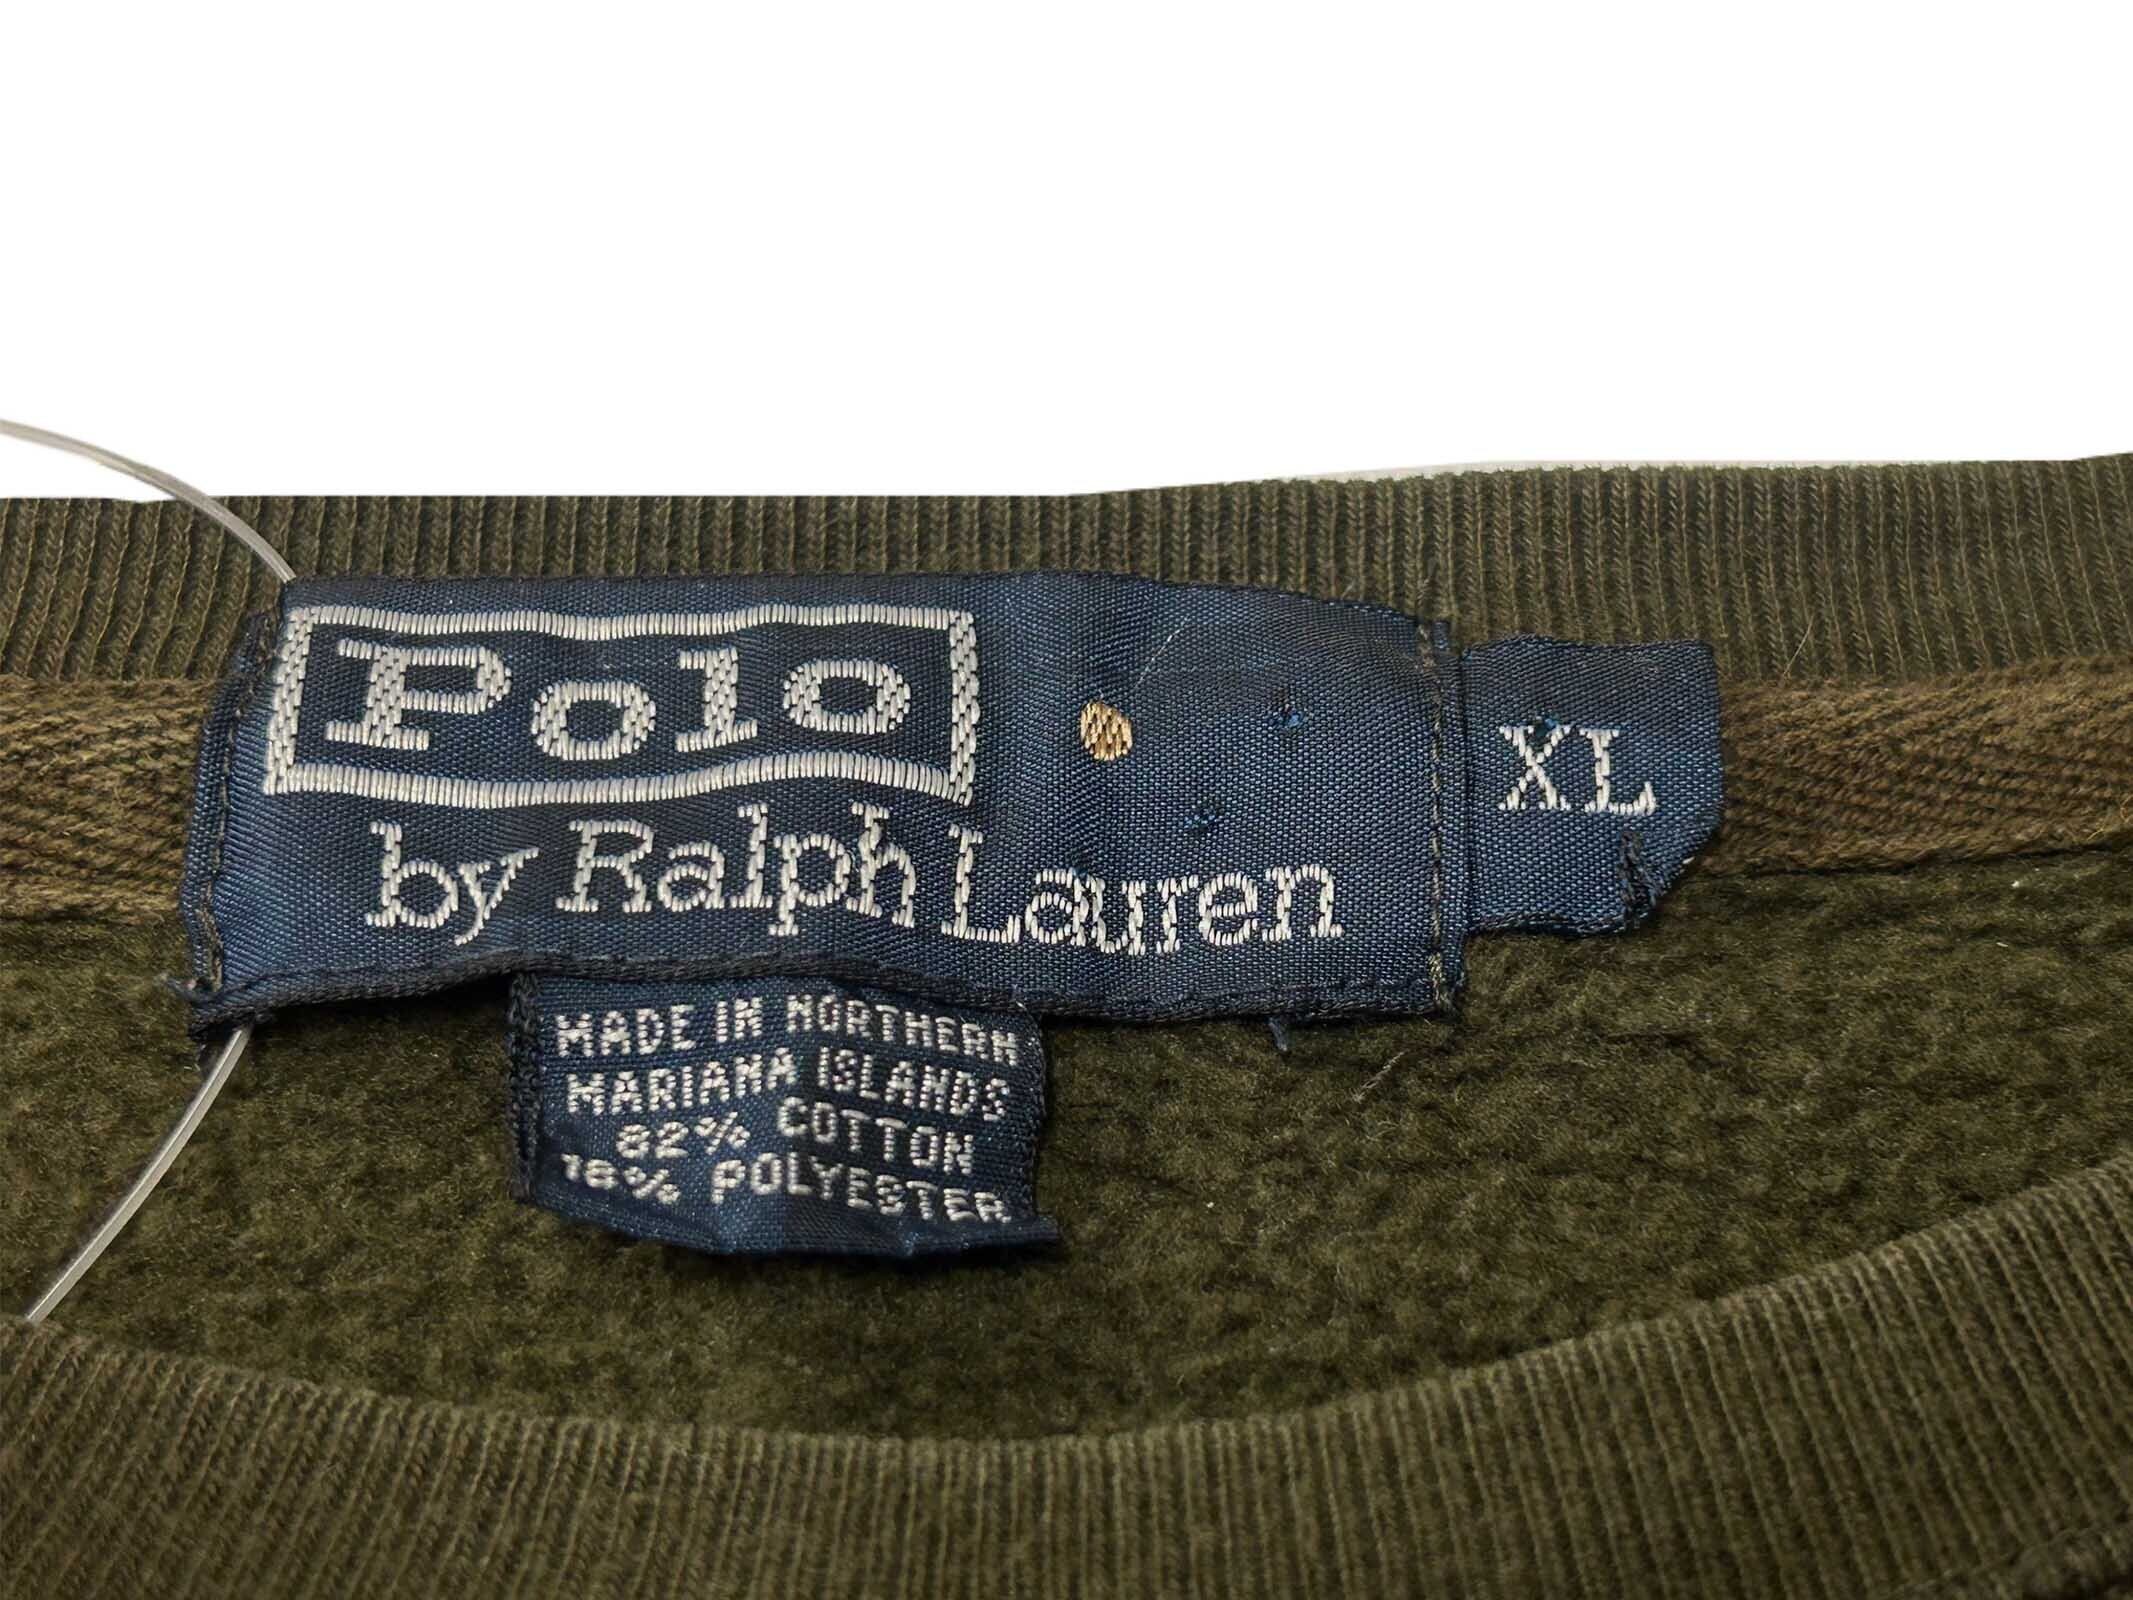 Polo
by Ralph Lauren
XL
MADE IN NORTHERN
MARIANA ISLANDS
82% COTTON
18% POLYESTER